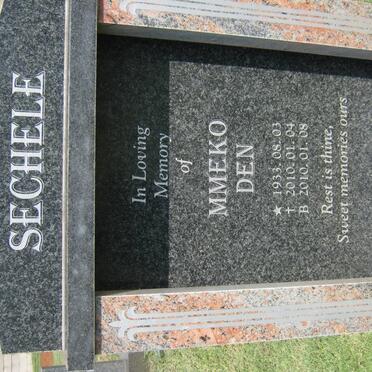 SECHELE
In Loving
Memory
of
MMEKO
DEN
★ 1933. 08. 03
† 2010. 01. 04
B 2010. 01. 08
Rest is thine,
Sweet memories ours